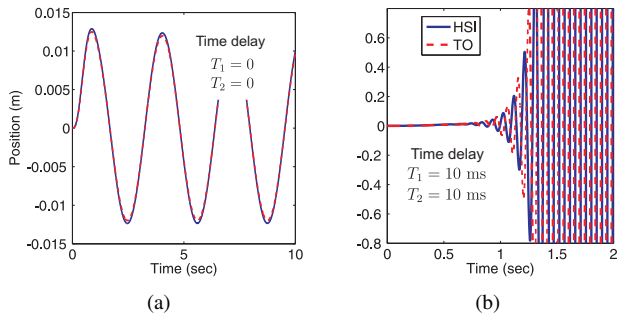 0.015
0.01
0.005
0
-0.005
-0.01
-0.015
Position (m)
Time delay
T₁ = 0
T₂ = 0
0
5
10
Time (sec)
(a)
0.8
0.6
0.4
0.2
0
-0.2
-0.4
-0.6
-0.8
HSI
TO
Time delay
T₁ = 10 ms
T₂ = 10 ms
0
0.5
1
1.5
2
Time (sec)
(b)